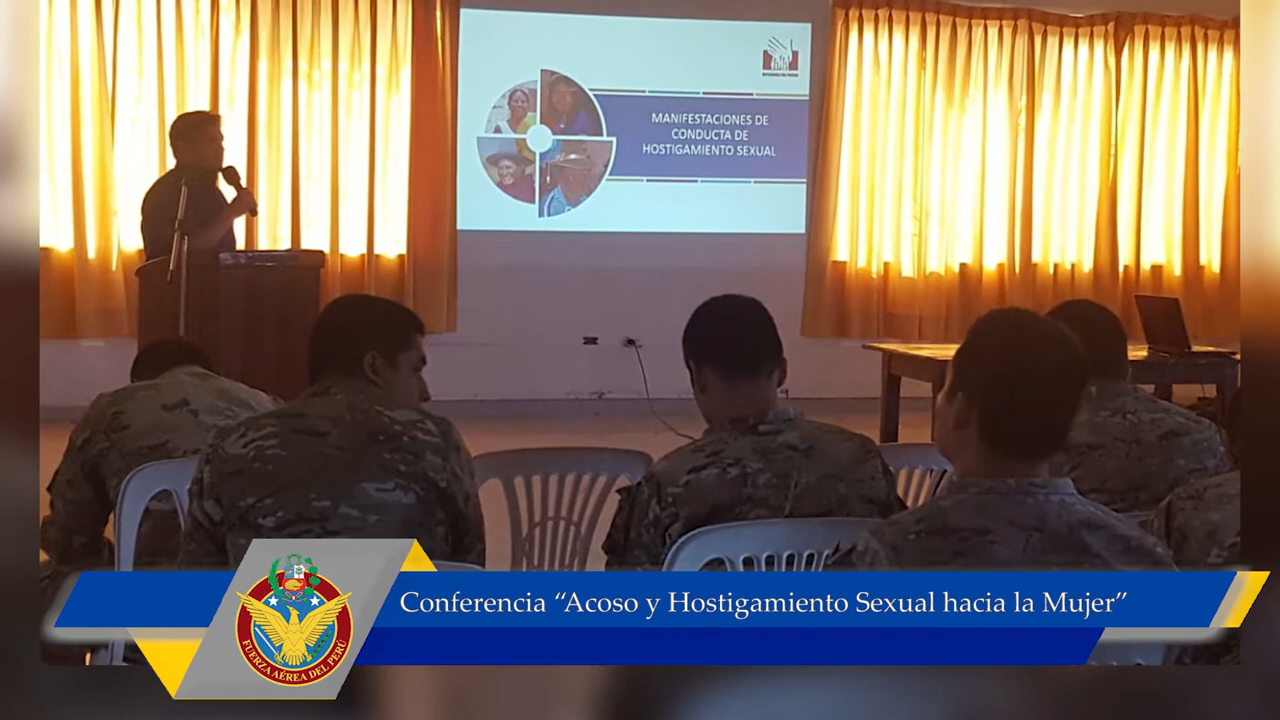 MANIFESTACIONES DE
CONDUCTA DE
HOSTIGAMIENTO SEXUAL
Conferencia “Acoso y Hostigamiento Sexual hacia la Mujer”
FUERZA AÉREA DEL PERÚ